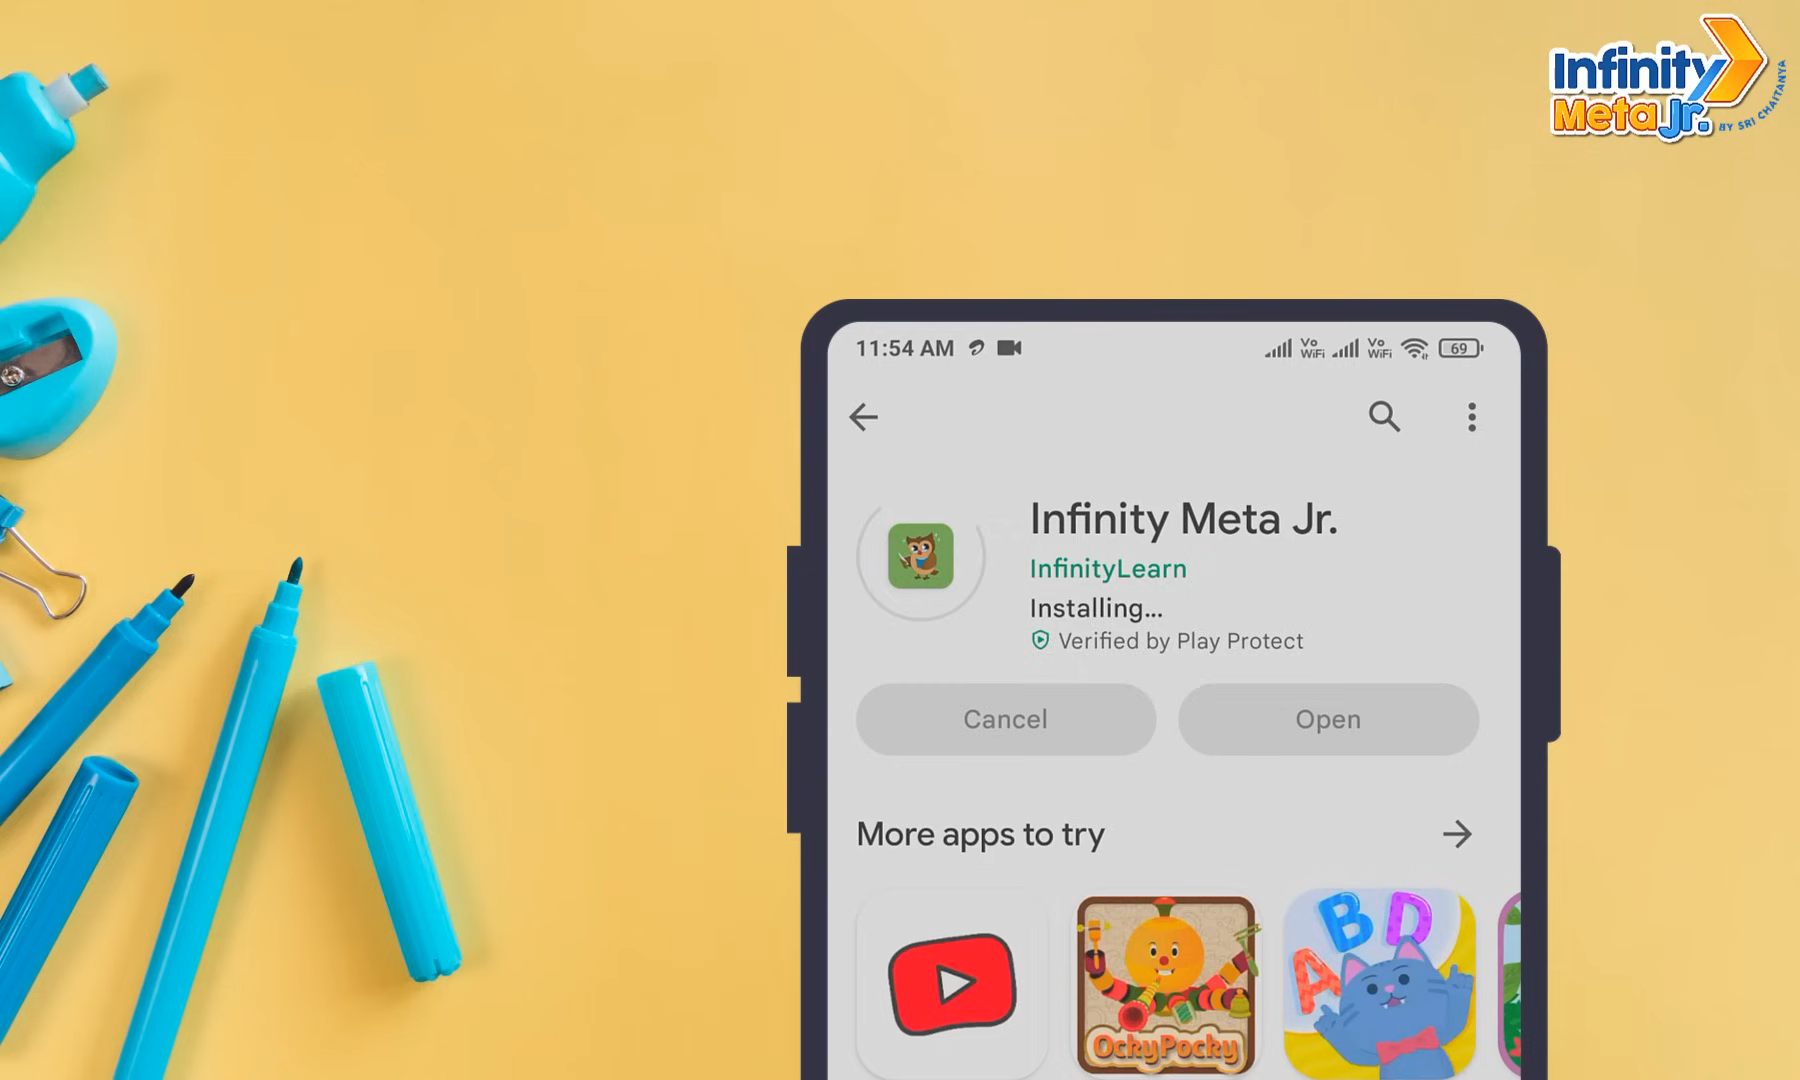 Infinity
Meta Jr.
BY SRI CHAITANYA
11:54 AM
Vo
WiFi
Vo
WiFi
69
Infinity Meta Jr.
InfinityLearn
Installing...
Verified by Play Protect
Cancel
Open
More apps to try
OckyPocky
A
B
D